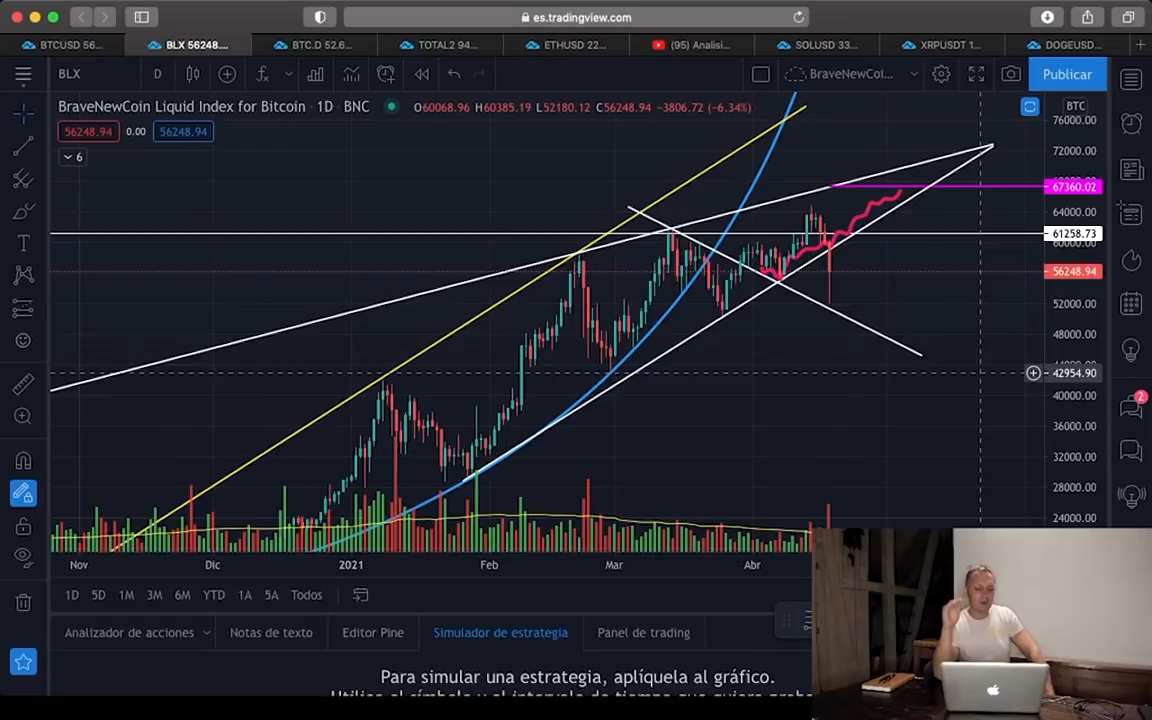 es.tradingview.com
BTCUSD 56...
BLX 56248....
BTC.D 52.6...
TOTAL2 94...
ETHUSD 22...
(95) Analisi...
SOLUSD 33...
XRPUSDT 1...
DOGEUSD...
BLX
D
BraveNewCoi...
Publicar
BraveNewCoin Liquid Index for Bitcoin · 1D · BNC
O60068.96 H60385.19 L52180.12 C56248.94 −3806.72 (−6.34%)
BTC
56248.94
0.00
56248.94
6
76000.00
72000.00
67360.02
64000.00
61258.73
60000.00
56248.94
52000.00
48000.00
42954.90
40000.00
36000.00
32000.00
28000.00
24000.00
2
Nov
Dic
2021
Feb
Mar
Abr
1D
5D
1M
3M
6M
YTD
1A
5A
Todos
Analizador de acciones
Notas de texto
Editor Pine
Simulador de estrategia
Panel de trading
Para simular una estrategia, aplíquela al gráfico.